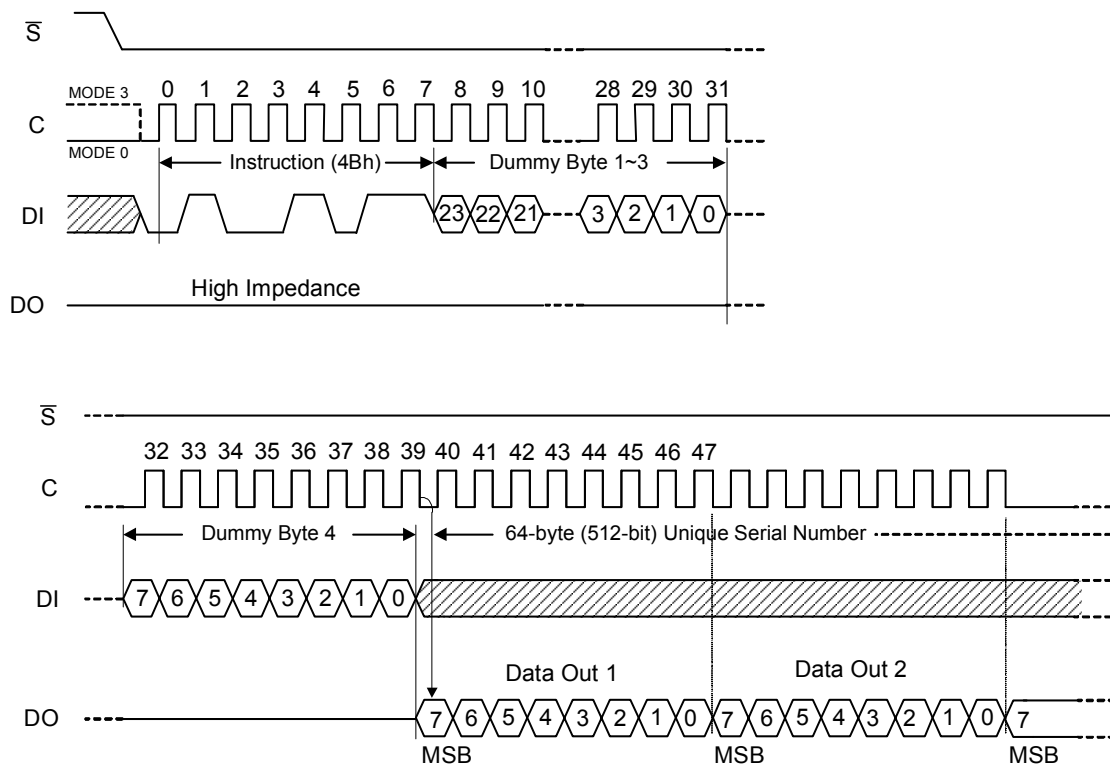 S
MODE 3 0 1 2 3 4 5 6 7 8 9 10 28 29 30 31
C
MODE 0
Instruction (4Bh) Dummy Byte 1~3
DI 23 22 21 3 2 1 0
High Impedance
DO
S
32 33 34 35 36 37 38 39 40 41 42 43 44 45 46 47
C
Dummy Byte 4 64-byte (512-bit) Unique Serial Number
DI 7 6 5 4 3 2 1 0
Data Out 1 Data Out 2
DO 7 6 5 4 3 2 1 0 7 6 5 4 3 2 1 0 7
MSB MSB MSB